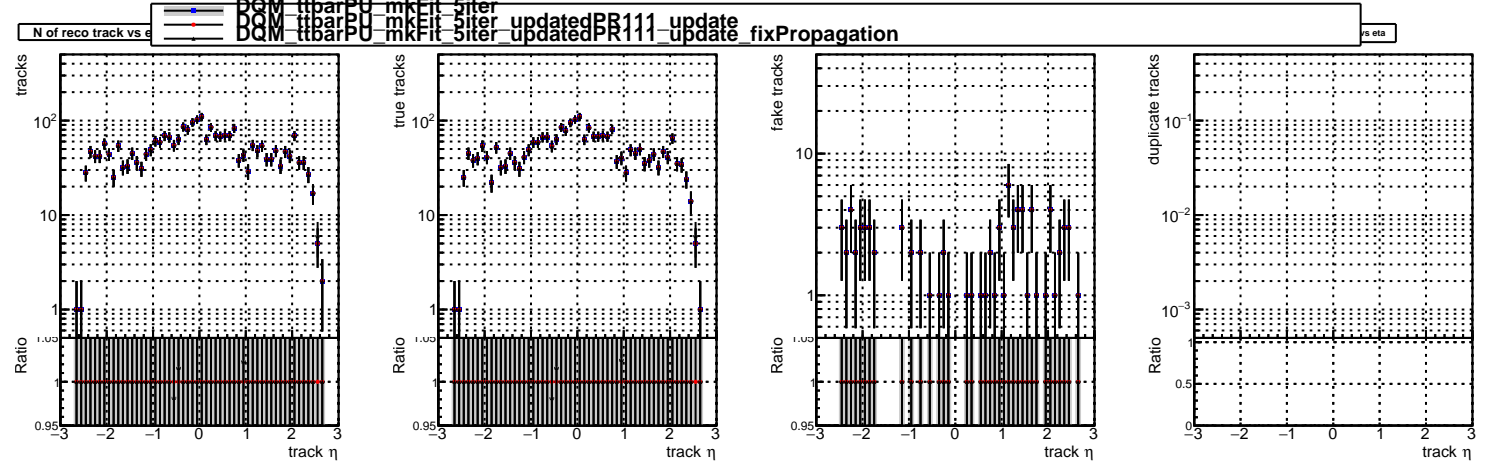 DQM_ttbarPU_mkFit_5iter
DQM_ttbarPU_mkFit_5iter_updatedPR111_update
DQM_ttbarPU_mkFit_5iter_updatedPR111_update_fixPropagation
N of reco track vs e
vs eta
tracks
10²
10
1
Ratio
1.05
1
0.95
−3 −2 −1 0 1 2 3
track η
true tracks
10²
10
1
Ratio
1.05
1
0.95
−3 −2 −1 0 1 2 3
track η
fake tracks
10
1
Ratio
1.05
1
0.95
−3 −2 −1 0 1 2 3
track η
duplicate tracks
10⁻¹
10⁻²
10⁻³
Ratio
1
0.5
0
−3 −2 −1 0 1 2 3
track η